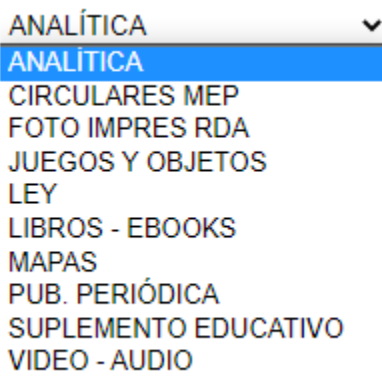 ANALÍTICA
ANALÍTICA
CIRCULARES MEP
FOTO IMPRES RDA
JUEGOS Y OBJETOS
LEY
LIBROS - EBOOKS
MAPAS
PUB. PERIÓDICA
SUPLEMENTO EDUCATIVO
VIDEO - AUDIO